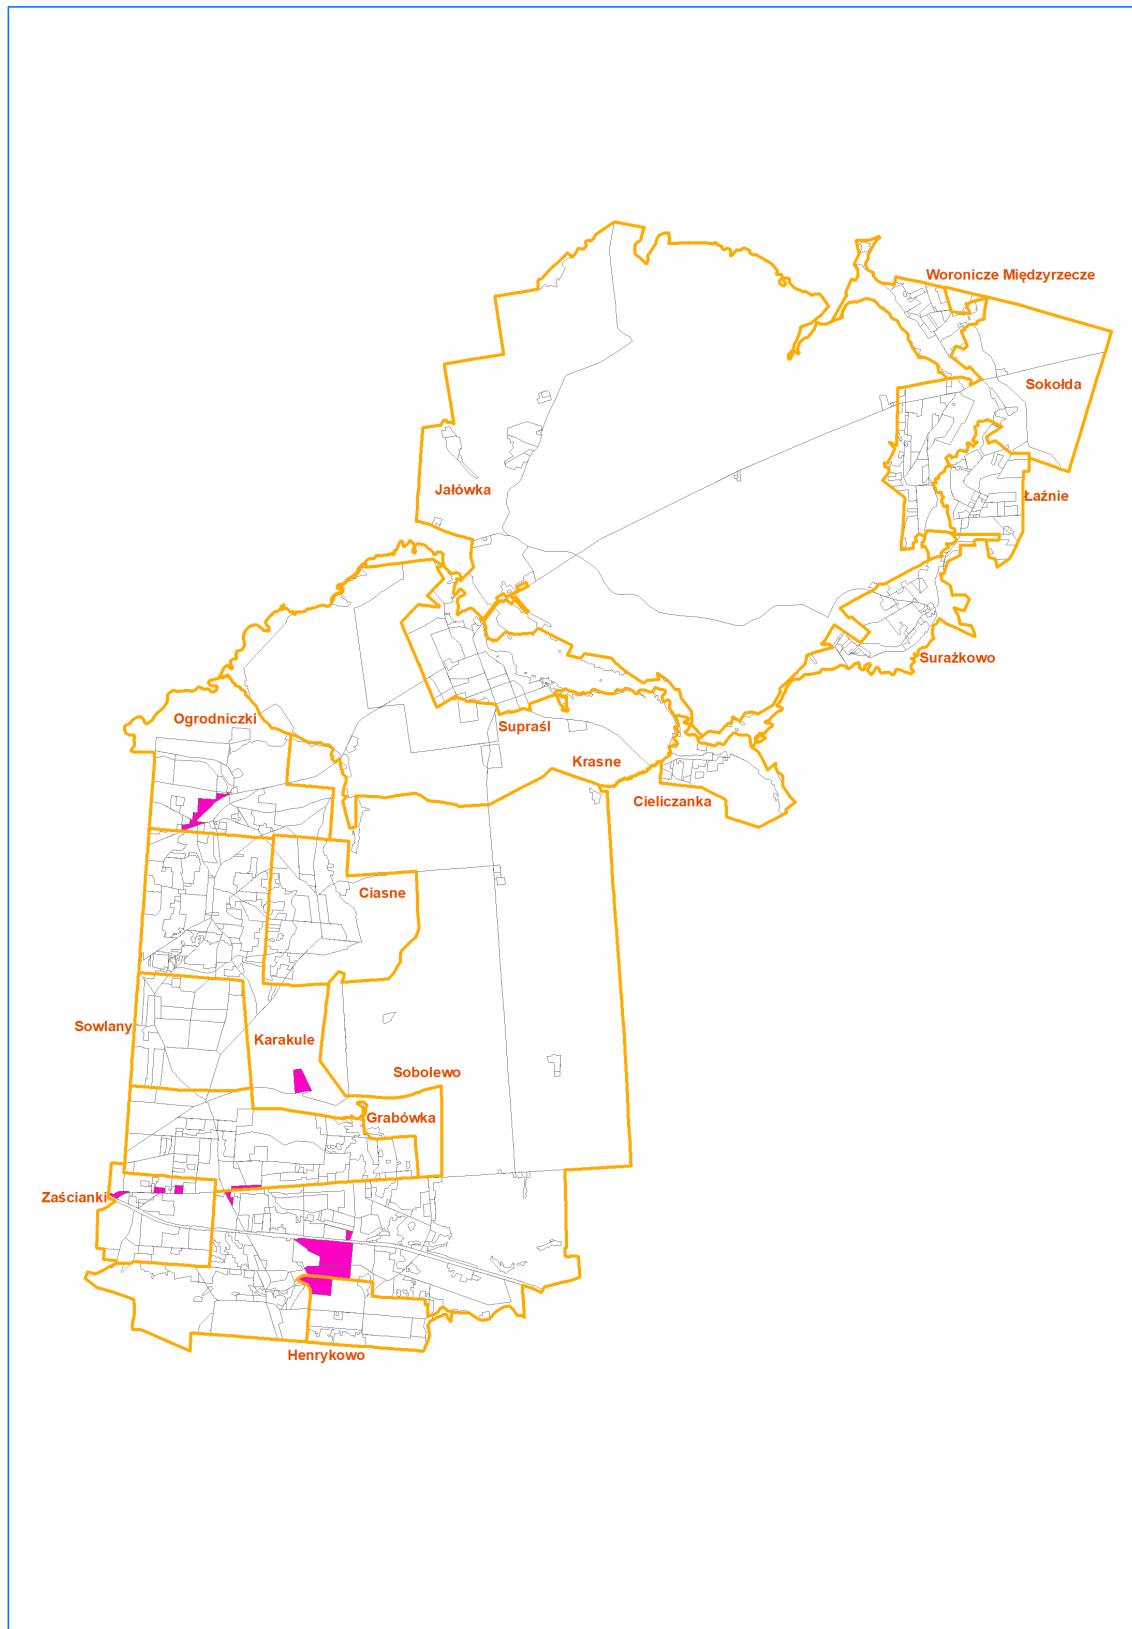 Woronicze Międzyrzecze
Sokołda
Jałówka
Łaźnie
Surażkowo
Ogrodniczki
Supraśl
Krasne
Cieliczanka
Ciasne
Sowlany
Karakule
Sobolewo
Grabówka
Zaścianki
Henrykowo